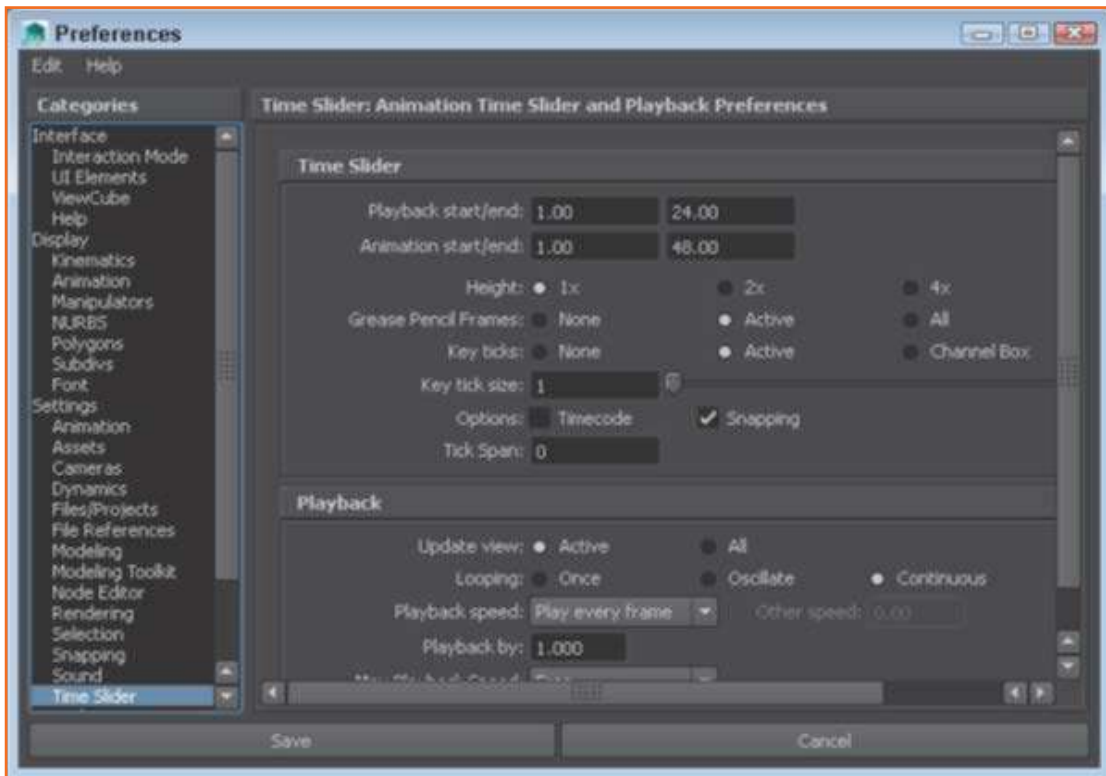 Preferences
Edit Help
Categories
Interface
Interaction Mode
UI Elements
ViewCube
Help
Display
Kinematics
Animation
Manipulators
NURBS
Polygons
Subdivs
Font
Settings
Animation
Assets
Cameras
Dynamics
Files/Projects
File References
Modeling
Modeling Toolkit
Node Editor
Rendering
Selection
Snapping
Sound
Time Slider
Time Slider: Animation Time Slider and Playback Preferences
Time Slider
Playback start/end: 1.00 24.00
Animation start/end: 1.00 48.00
Height: 1x 2x 4x
Grease Pencil Frames: None Active All
Key ticks: None Active Channel Box
Key tick size: 1
Options: Timecode Snapping
Tick Span: 0
Playback
Update view: Active All
Looping: Once Oscillate Continuous
Playback speed: Play every frame Other speed: 0.00
Playback by: 1.000
Max Playback Speed:
Save Cancel